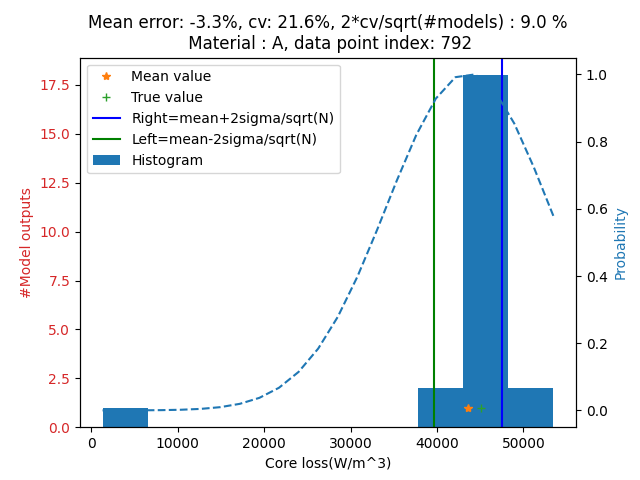 Mean error: -3.3%, cv: 21.6%, 2*cv/sqrt(#models) : 9.0 %
Material : A, data point index: 792
Mean value
True value
Right=mean+2sigma/sqrt(N)
Left=mean-2sigma/sqrt(N)
Histogram
17.5
15.0
12.5
10.0
7.5
5.0
2.5
0.0
#Model outputs
1.0
0.8
0.6
0.4
0.2
0.0
Probability
0 10000 20000 30000 40000 50000
Core loss(W/m^3)